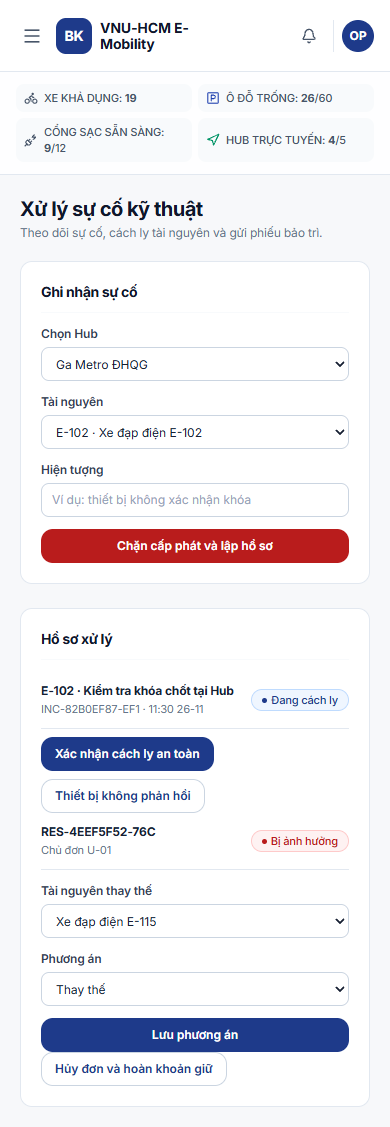 BK
VNU-HCM E-
Mobility
OP
XE KHẢ DỤNG: 19
Ô ĐỖ TRỐNG: 26/60
CỔNG SẠC SẴN SÀNG:
9/12
HUB TRỰC TUYẾN: 4/5
Xử lý sự cố kỹ thuật
Theo dõi sự cố, cách ly tài nguyên và gửi phiếu bảo trì.
Ghi nhận sự cố
Chọn Hub
Ga Metro ĐHQG
Tài nguyên
E-102 · Xe đạp điện E-102
Hiện tượng
Ví dụ: thiết bị không xác nhận khóa
Chặn cấp phát và lập hồ sơ
Hồ sơ xử lý
E-102 · Kiểm tra khóa chốt tại Hub
INC-82B0EF87-EF1 · 11:30 26-11
Đang cách ly
Xác nhận cách ly an toàn
Thiết bị không phản hồi
RES-4EEF5F52-76C
Chủ đơn U-01
Bị ảnh hưởng
Tài nguyên thay thế
Xe đạp điện E-115
Phương án
Thay thế
Lưu phương án
Hủy đơn và hoàn khoản giữ